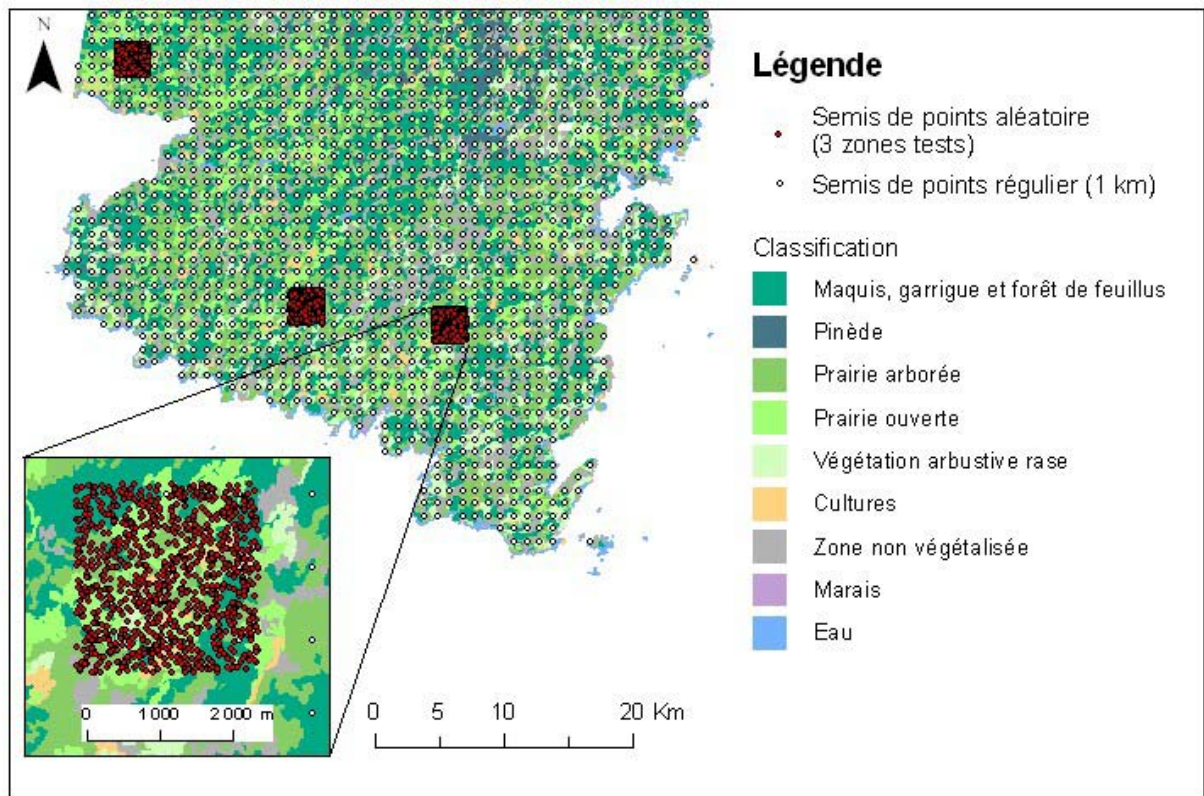 N
Légende
Semis de points aléatoire
(3 zones tests)
Semis de points régulier (1 km)
Classification
Maquis, garrigue et forêt de feuillus
Pinède
Prairie arborée
Prairie ouverte
Végétation arbustive rase
Cultures
Zone non végétalisée
Marais
Eau
0 1 000 2 000 m
0 5 10 20 Km